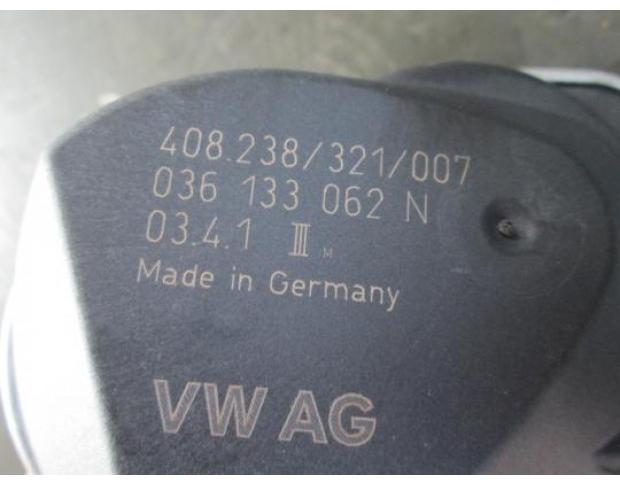 408.238/321/007
036 133 062 N
03.4.1 III M
Made in Germany
VW AG